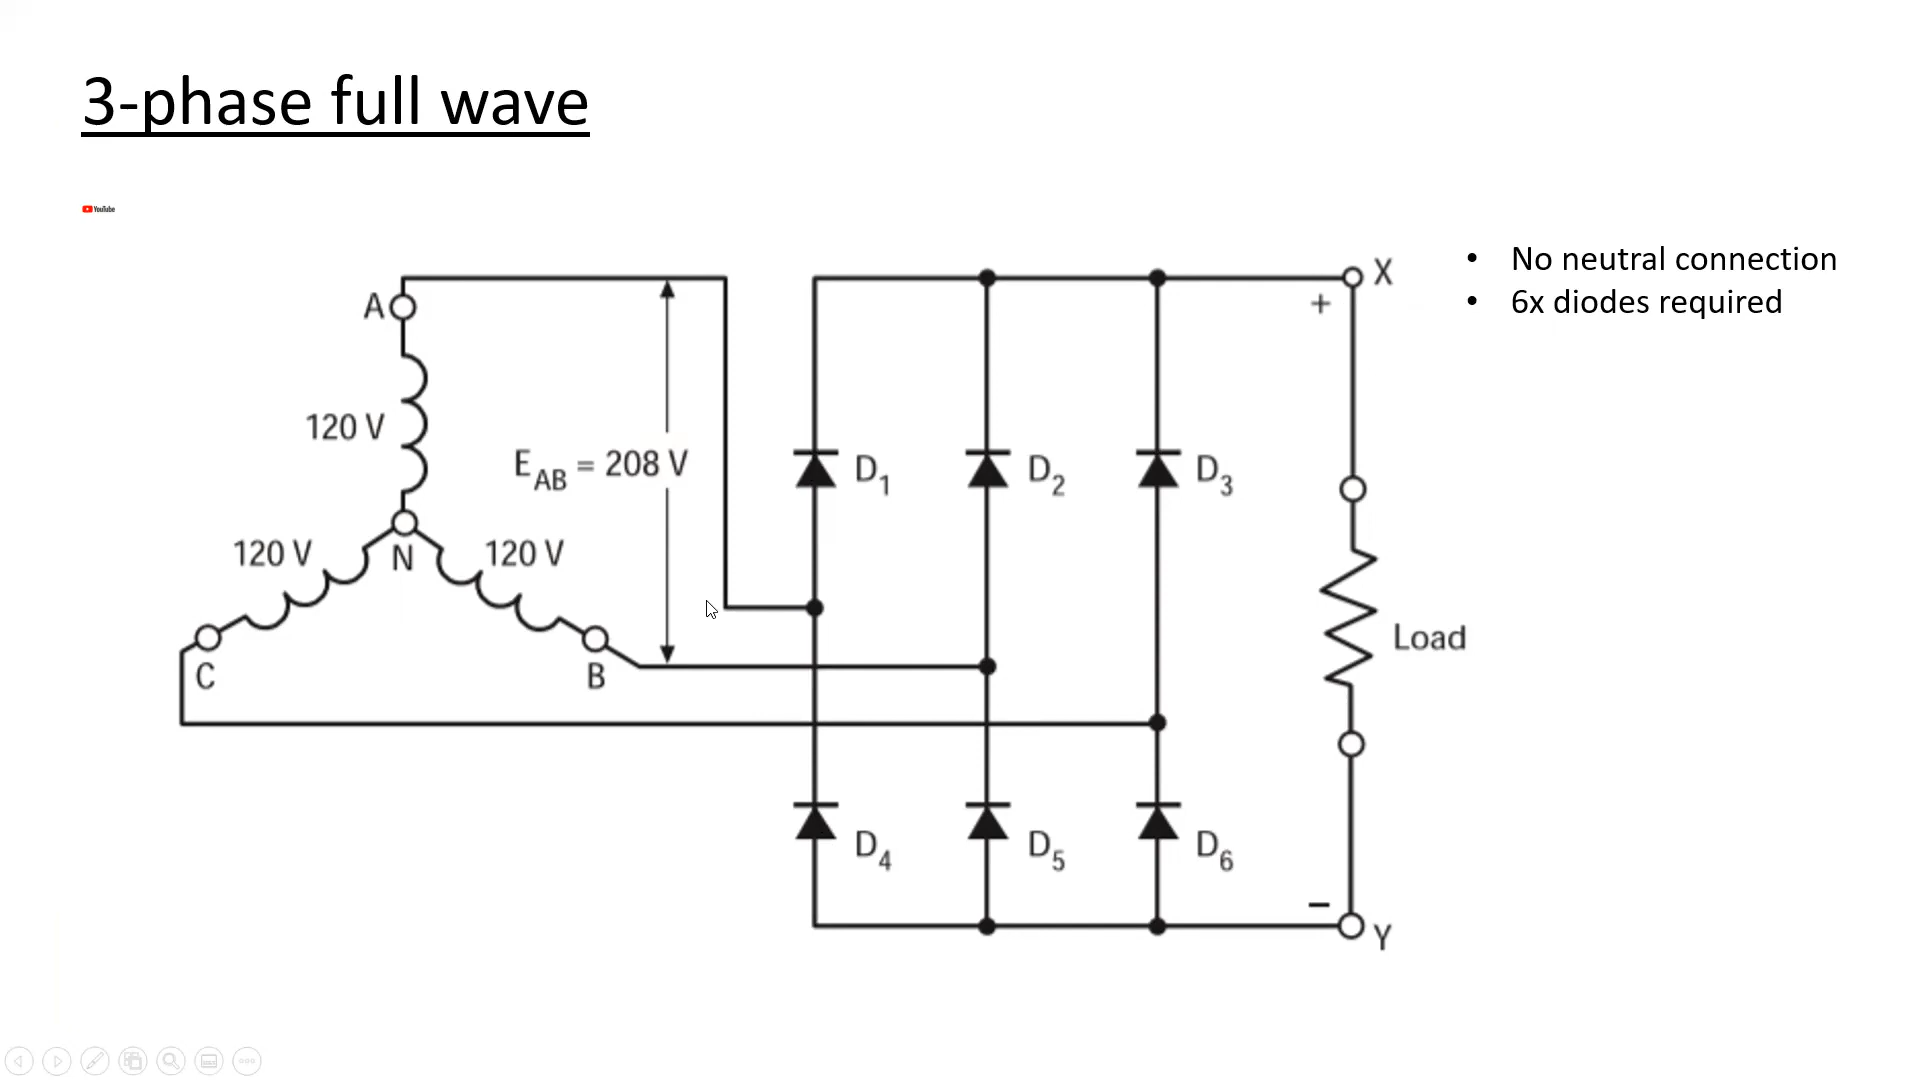 3-phase full wave
YouTube
• No neutral connection
• 6x diodes required
A
X
+
120 V
E_AB = 208 V
D1
D2
D3
120 V
N
120 V
C
B
Load
D4
D5
D6
−
Y